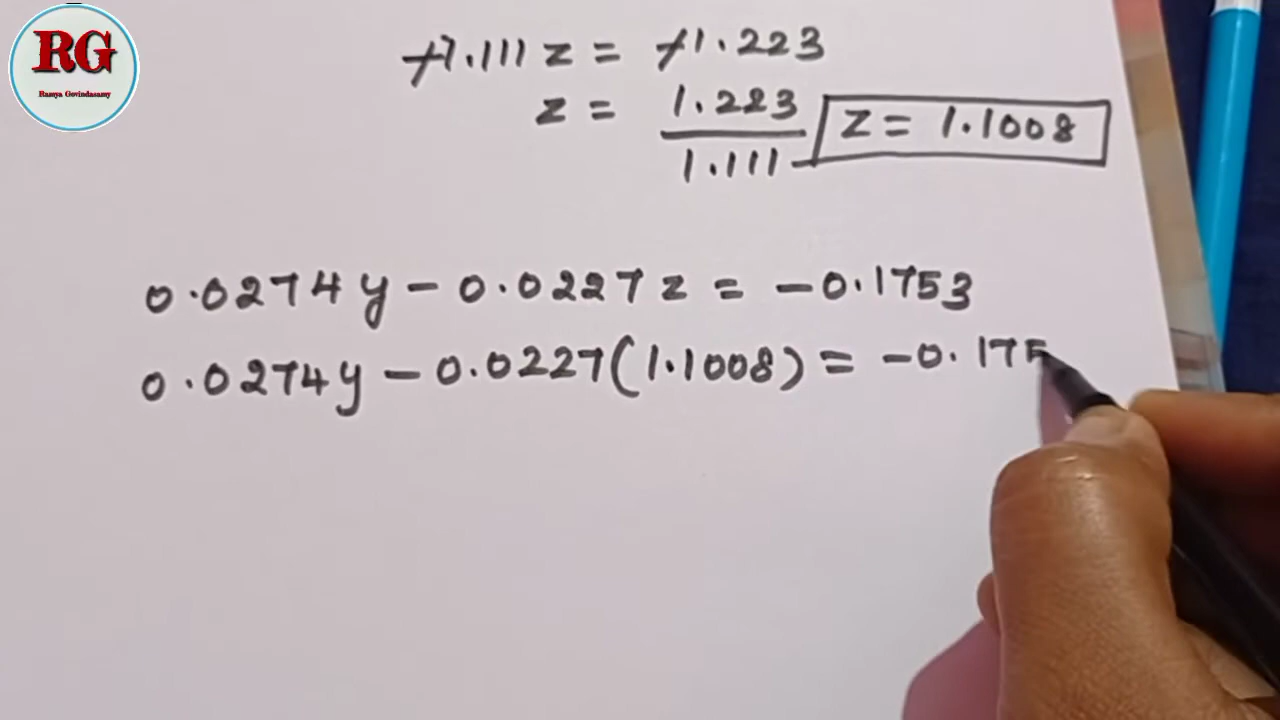 RG
Ramya Govindasamy
-1.111 z = -1.223
z = 1.223 / 1.111
z = 1.1008
0.0274y - 0.0227z = -0.1753
0.0274y - 0.0227(1.1008) = -0.175